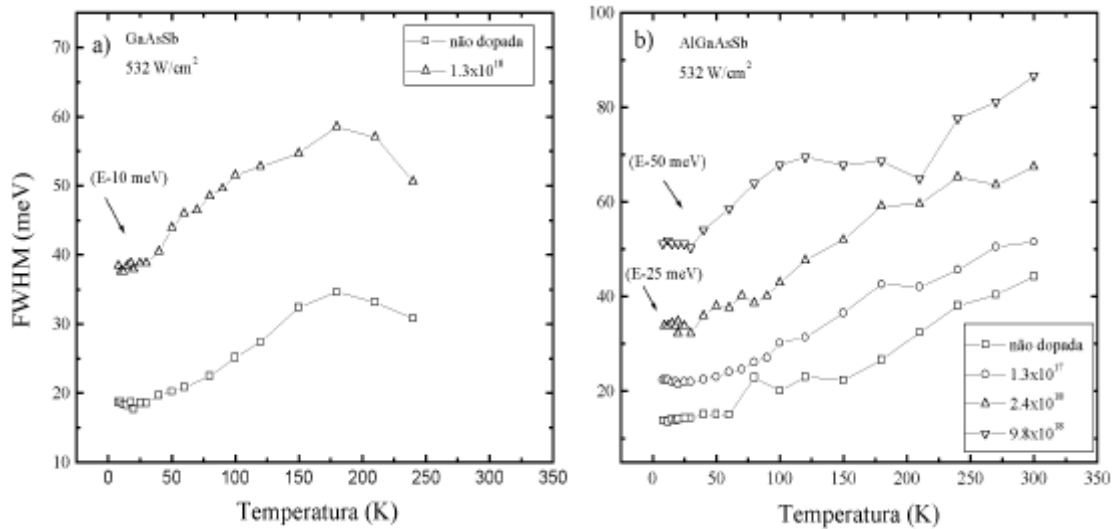 a)
GaAsSb
532 W/cm²
não dopada
1.3x10¹⁸
(E-10 meV)
FWHM (meV)
70
60
50
40
30
20
10
0
50
100
150
200
250
300
Temperatura (K)
b)
AlGaAsSb
532 W/cm²
(E-50 meV)
(E-25 meV)
não dopada
1.3x10¹⁷
2.4x10¹⁸
9.8x10¹⁸
100
80
60
40
20
0
50
100
150
200
250
300
Temperatura (K)